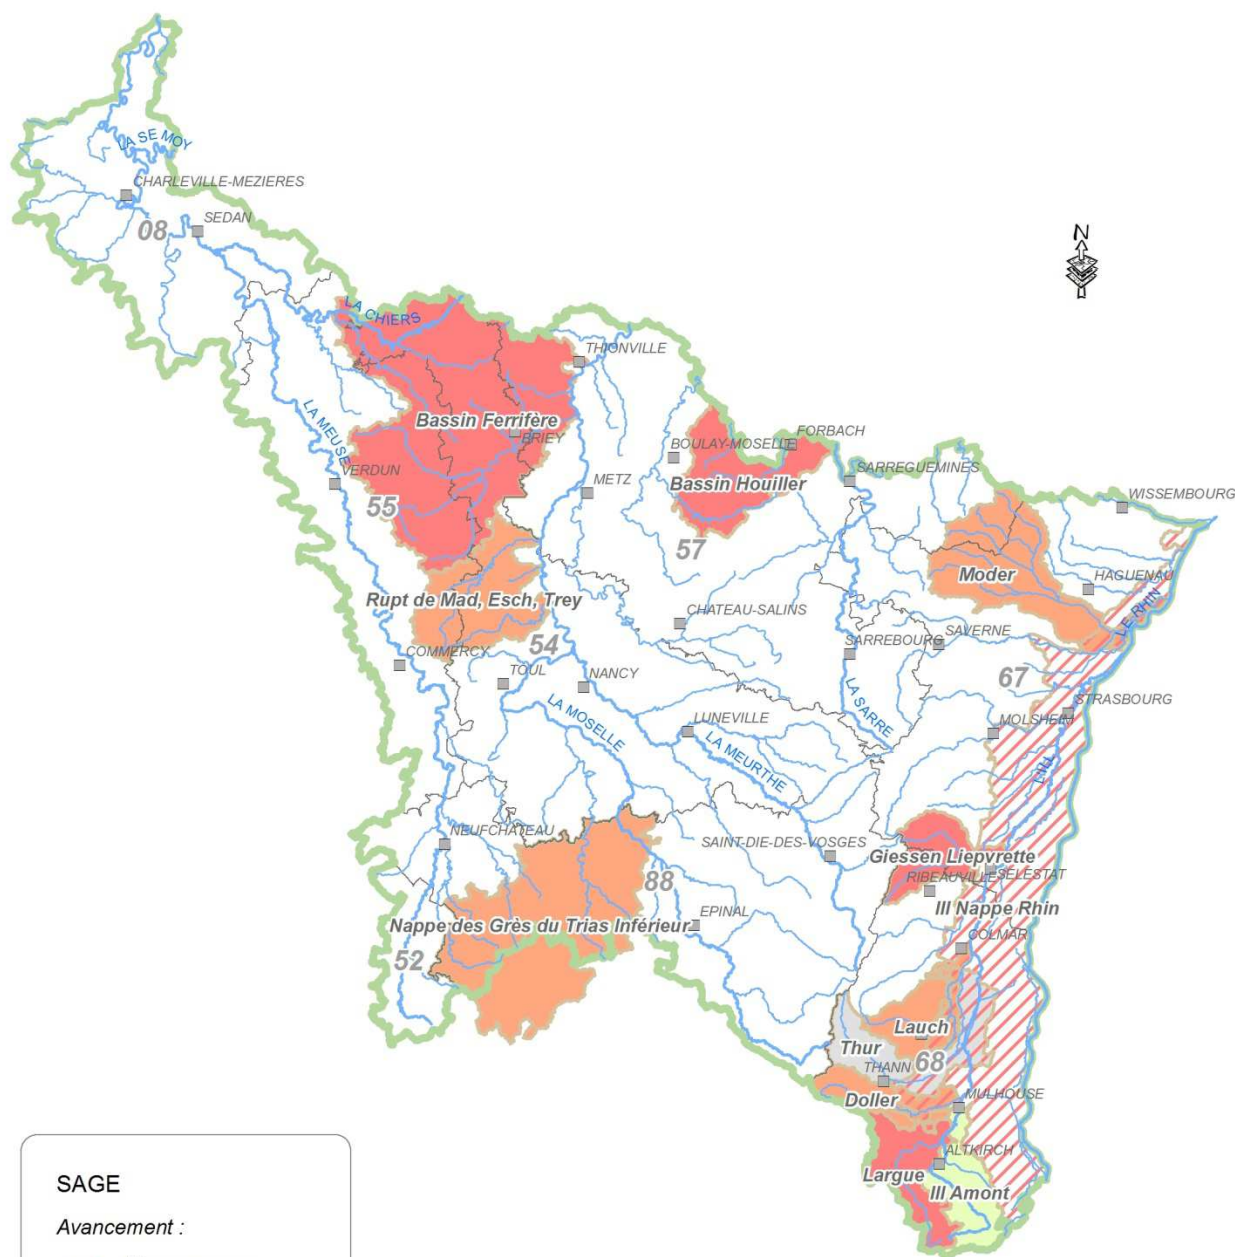 LA SE MOY
CHARLEVILLE-MEZIERES
08
SEDAN
N
LA CHIERS
THIONVILLE
LA MEUSE
Bassin Ferrifère
BRIEY
BOULAY-MOSELLE
FORBACH
Bassin Houiller
SARREGUEMINES
VERDUN
55
METZ
WISSEMBOURG
57
Moder
HAGUENAU
Rupt de Mad, Esch, Trey
CHATEAU-SALINS
LE RHIN
54
SARREBOURG
SAVERNE
COMMERCY
TOUL
NANCY
67
LA SARRE
STRASBOURG
LA MOSELLE
LUNEVILLE
MOLSHEIM
LA MEURTHE
L'ILL
NEUFCHATEAU
SAINT-DIE-DES-VOSGES
Giessen Liepvrette
88
RIBEAUVILLE
SELESTAT
Ill Nappe Rhin
Nappe des Grès du Trias Inférieur
EPINAL
COLMAR
52
Lauch
Thur
68
THANN
Doller
MULHOUSE
ALTKIRCH
Largue
Ill Amont
SAGE
Avancement :